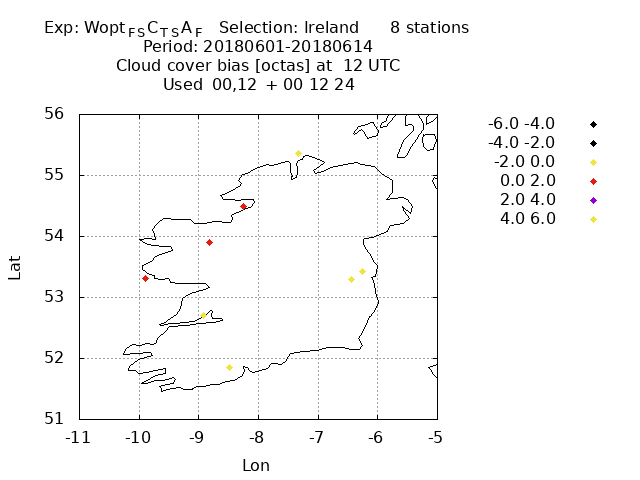 Exp: Wopt FS C TS A F Selection: Ireland 8 stations
Period: 20180601-20180614
Cloud cover bias [octas] at 12 UTC
Used 00,12 + 00 12 24
56
55
54
53
52
51
-11 -10 -9 -8 -7 -6 -5
Lat
Lon
-6.0 -4.0
-4.0 -2.0
-2.0 0.0
0.0 2.0
2.0 4.0
4.0 6.0